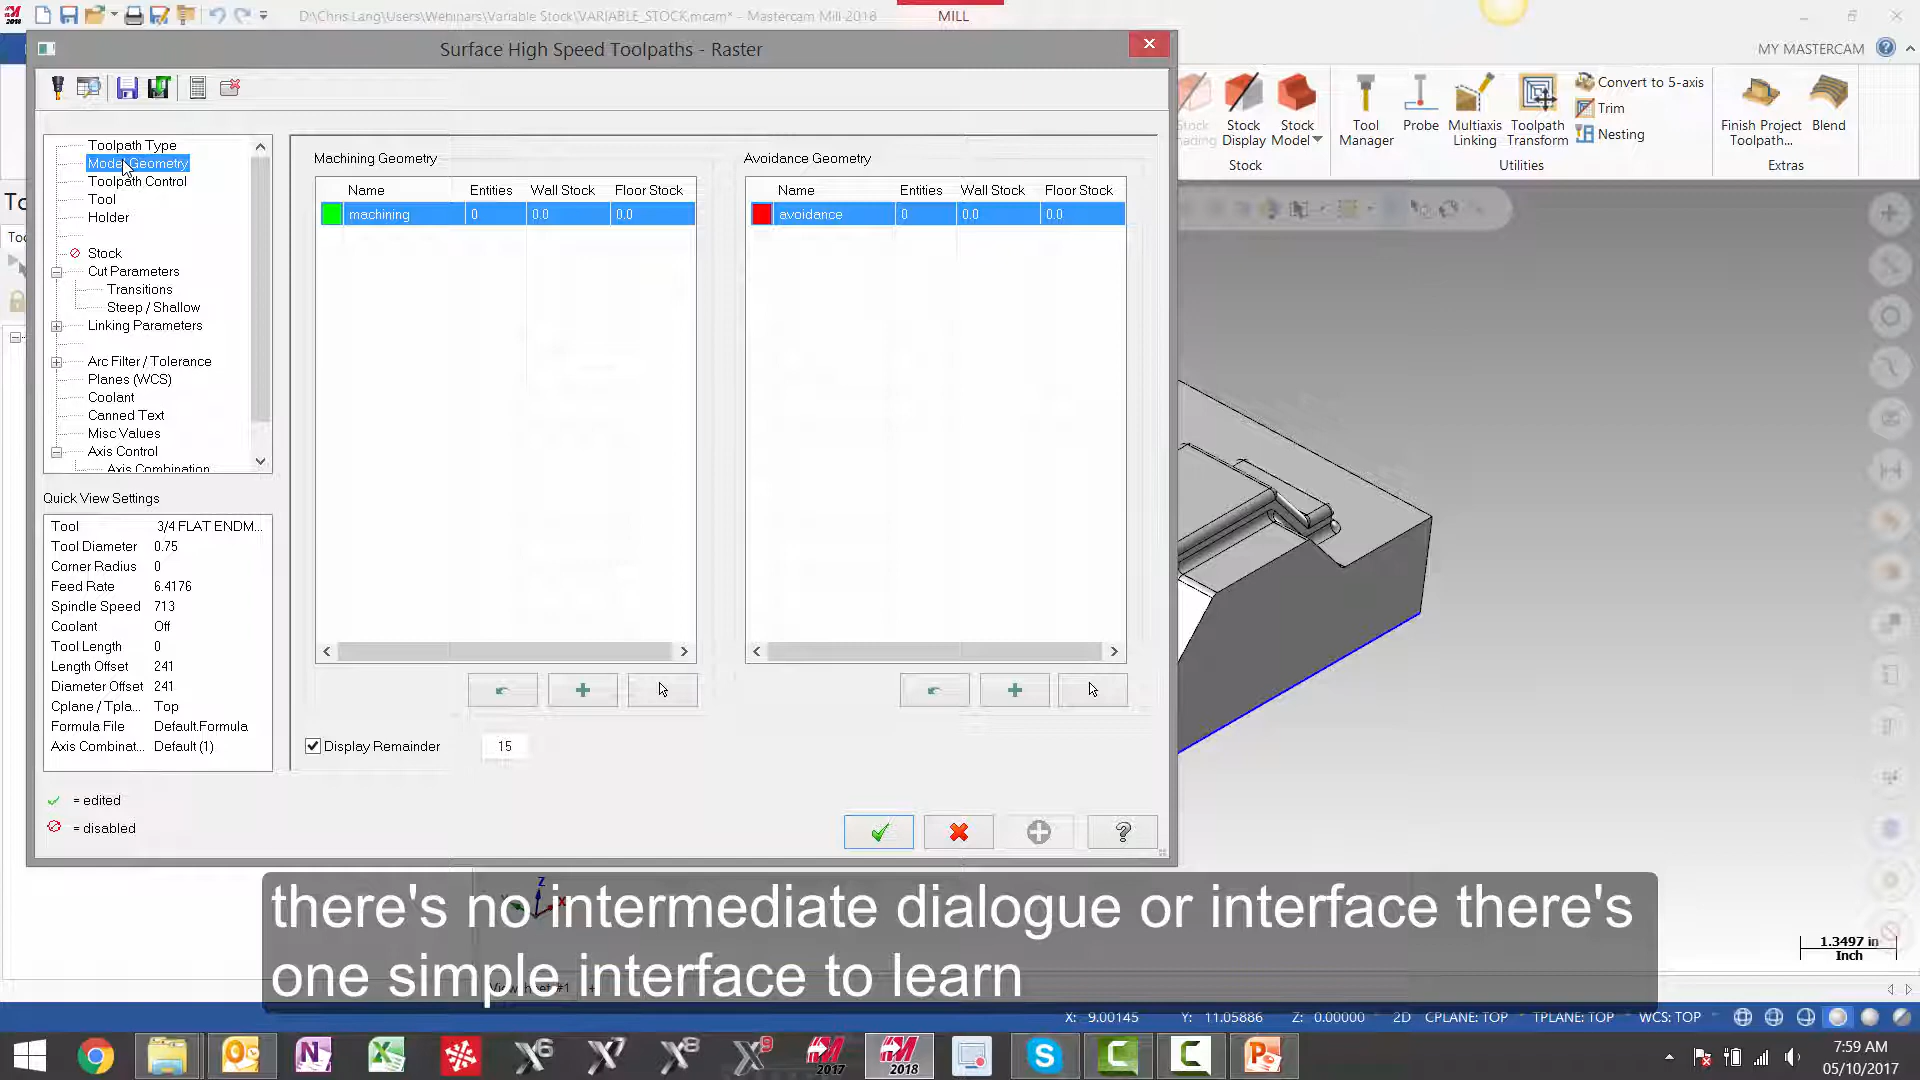 D:\Chris.Lang\Users\Webinars\Variable Stock\VARIABLE_STOCK.mcam* - Mastercam Mill 2018
MILL
Surface High Speed Toolpaths - Raster
MY MASTERCAM
Stock
Stock Display
Stock Model
Stock
Tool Manager
Probe
Multiaxis Linking
Toolpath Transform
Convert to 5-axis
Trim
Nesting
Utilities
Finish Project Toolpath...
Blend
Extras
Toolpath Type
Model Geometry
Toolpath Control
Tool
Holder
Stock
Cut Parameters
Transitions
Steep / Shallow
Linking Parameters
Arc Filter / Tolerance
Planes (WCS)
Coolant
Canned Text
Misc Values
Axis Control
Axis Combination
Machining Geometry
Name Entities Wall Stock Floor Stock
machining 0 0.0 0.0
Avoidance Geometry
Name Entities Wall Stock Floor Stock
avoidance 0 0.0 0.0
Display Remainder 15
Quick View Settings
Tool 3/4 FLAT ENDM...
Tool Diameter 0.75
Corner Radius 0
Feed Rate 6.4176
Spindle Speed 713
Coolant Off
Tool Length 0
Length Offset 241
Diameter Offset 241
Cplane / Tpla... Top
Formula File Default.Formula
Axis Combinat... Default (1)
= edited
= disabled
Z
there's no intermediate dialogue or interface there's
one simple interface to learn
1.3497 in
Inch
X: 9.00145 Y: 11.05886 Z: 0.00000 2D CPLANE: TOP TPLANE: TOP WCS: TOP
X6 X7 X8 X9 2017 2018
7:59 AM
05/10/2017